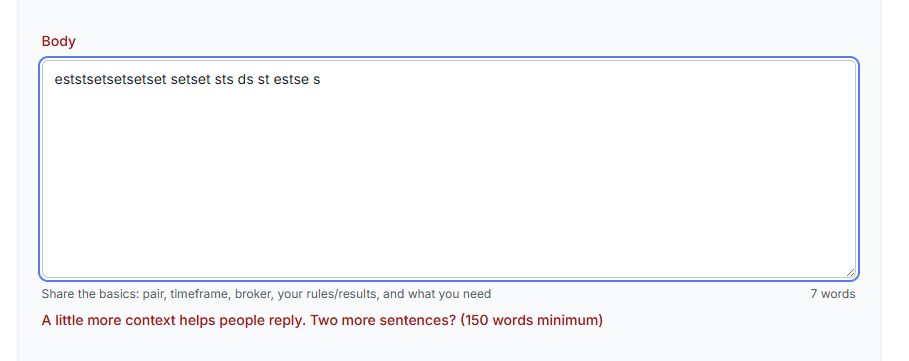 Body
eststsetsetsetset setset sts ds st estse s
Share the basics: pair, timeframe, broker, your rules/results, and what you need
7 words
A little more context helps people reply. Two more sentences? (150 words minimum)